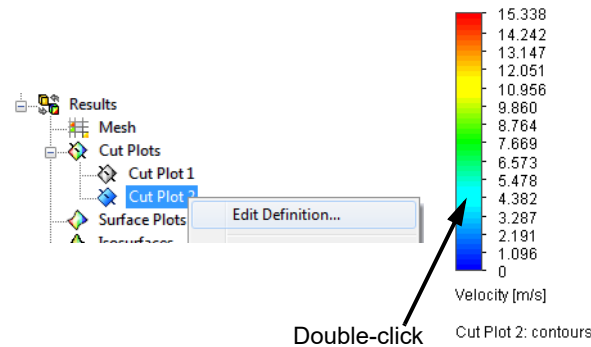 Results
Mesh
Cut Plots
Cut Plot 1
Cut Plot 2
Edit Definition...
Surface Plots
Isosurfaces
15.338
14.242
13.147
12.051
10.956
9.860
8.764
7.669
6.573
5.478
4.382
3.287
2.191
1.096
0
Velocity [m/s]
Cut Plot 2: contours
Double-click